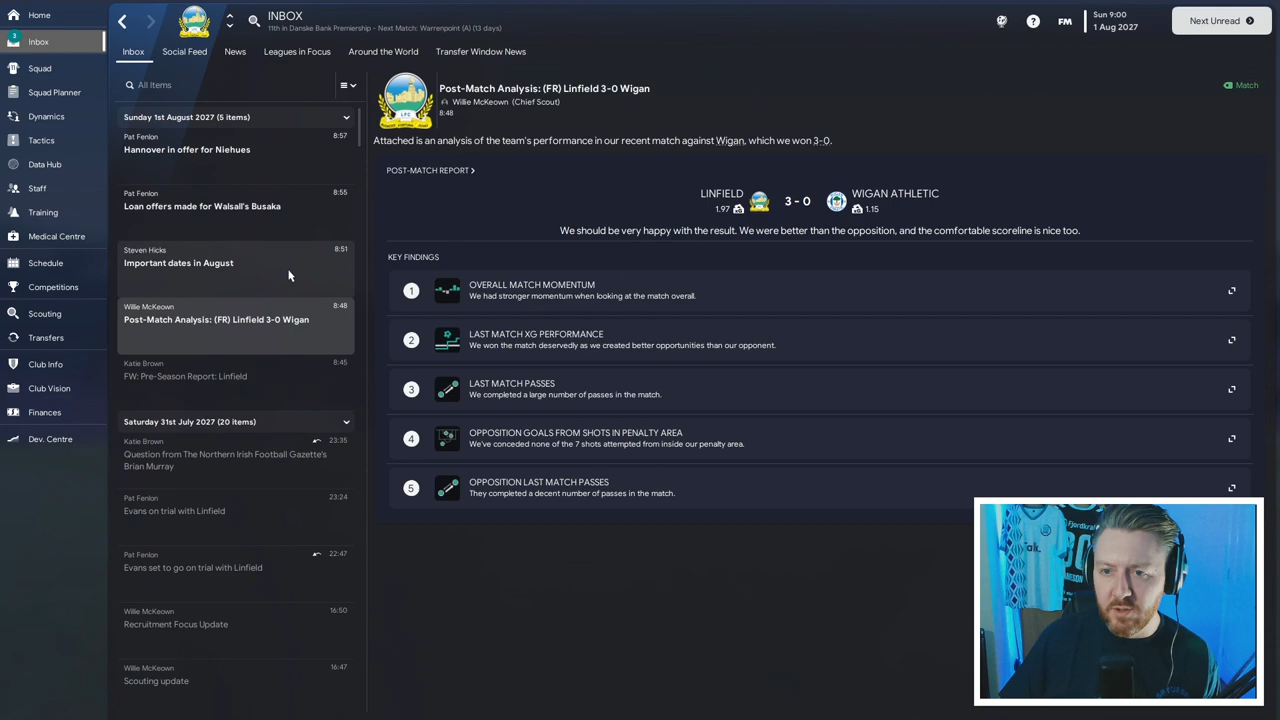 Home
3
Inbox
Squad
Squad Planner
Dynamics
Tactics
Data Hub
Staff
Training
Medical Centre
Schedule
Competitions
Scouting
Transfers
Club Info
Club Vision
Finances
Dev. Centre
INBOX
11th in Danske Bank Premiership - Next Match: Warrenpoint (A) (13 days)
?
FM
Sun 9:00
1 Aug 2027
Next Unread
Inbox
Social Feed
News
Leagues in Focus
Around the World
Transfer Window News
All Items
Sunday 1st August 2027 (5 items)
Pat Fenlon 8:57
Hannover in offer for Niehues
Pat Fenlon 8:55
Loan offers made for Walsall's Busaka
Steven Hicks 8:51
Important dates in August
Willie McKeown 8:48
Post-Match Analysis: (FR) Linfield 3-0 Wigan
Katie Brown 8:45
FW: Pre-Season Report: Linfield
Saturday 31st July 2027 (20 items)
Katie Brown 23:35
Question from The Northern Irish Football Gazette's
Brian Murray
Pat Fenlon 23:24
Evans on trial with Linfield
Pat Fenlon 22:47
Evans set to go on trial with Linfield
Willie McKeown 16:50
Recruitment Focus Update
Willie McKeown 16:47
Scouting update
LFC
Post-Match Analysis: (FR) Linfield 3-0 Wigan
Willie McKeown (Chief Scout)
8:48
Match
Attached is an analysis of the team's performance in our recent match against Wigan, which we won 3-0.
POST-MATCH REPORT
LINFIELD 3 - 0 WIGAN ATHLETIC
1.97 xG xG 1.15
We should be very happy with the result. We were better than the opposition, and the comfortable scoreline is nice too.
KEY FINDINGS
1 OVERALL MATCH MOMENTUM
We had stronger momentum when looking at the match overall.
2 LAST MATCH XG PERFORMANCE
We won the match deservedly as we created better opportunities than our opponent.
3 LAST MATCH PASSES
We completed a large number of passes in the match.
4 OPPOSITION GOALS FROM SHOTS IN PENALTY AREA
We've conceded none of the 7 shots attempted from inside our penalty area.
5 OPPOSITION LAST MATCH PASSES
They completed a decent number of passes in the match.